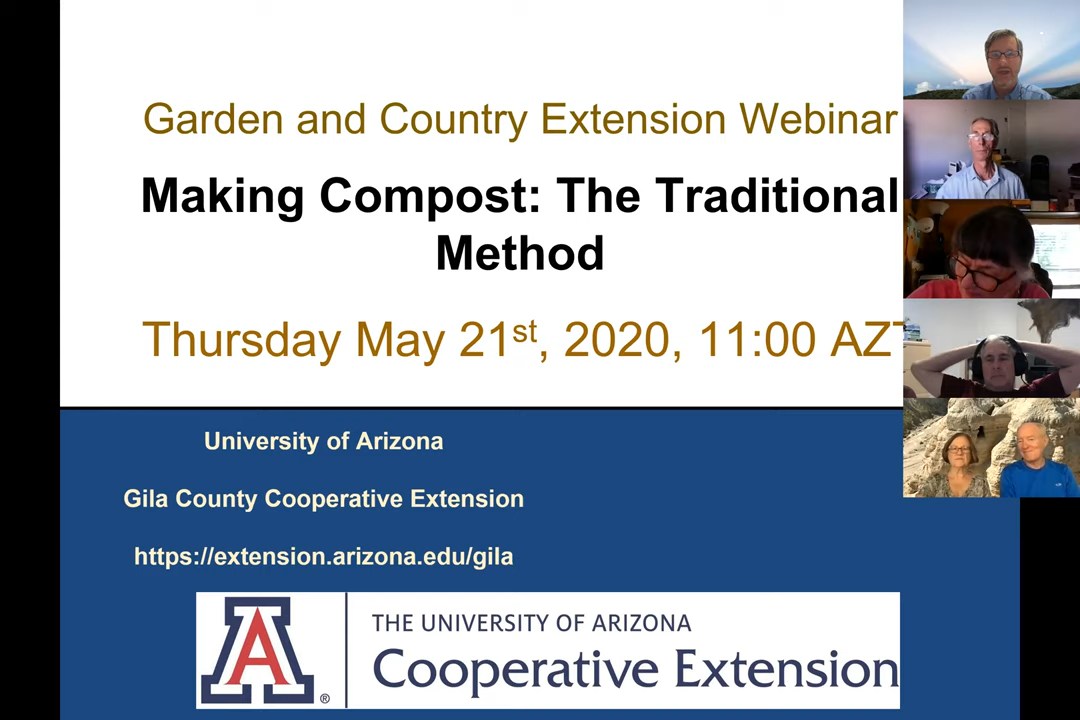 Garden and Country Extension Webinar
Making Compost: The Traditional
Method
Thursday May 21st, 2020, 11:00 AZT
University of Arizona
Gila County Cooperative Extension
https://extension.arizona.edu/gila
A®
THE UNIVERSITY OF ARIZONA
Cooperative Extension